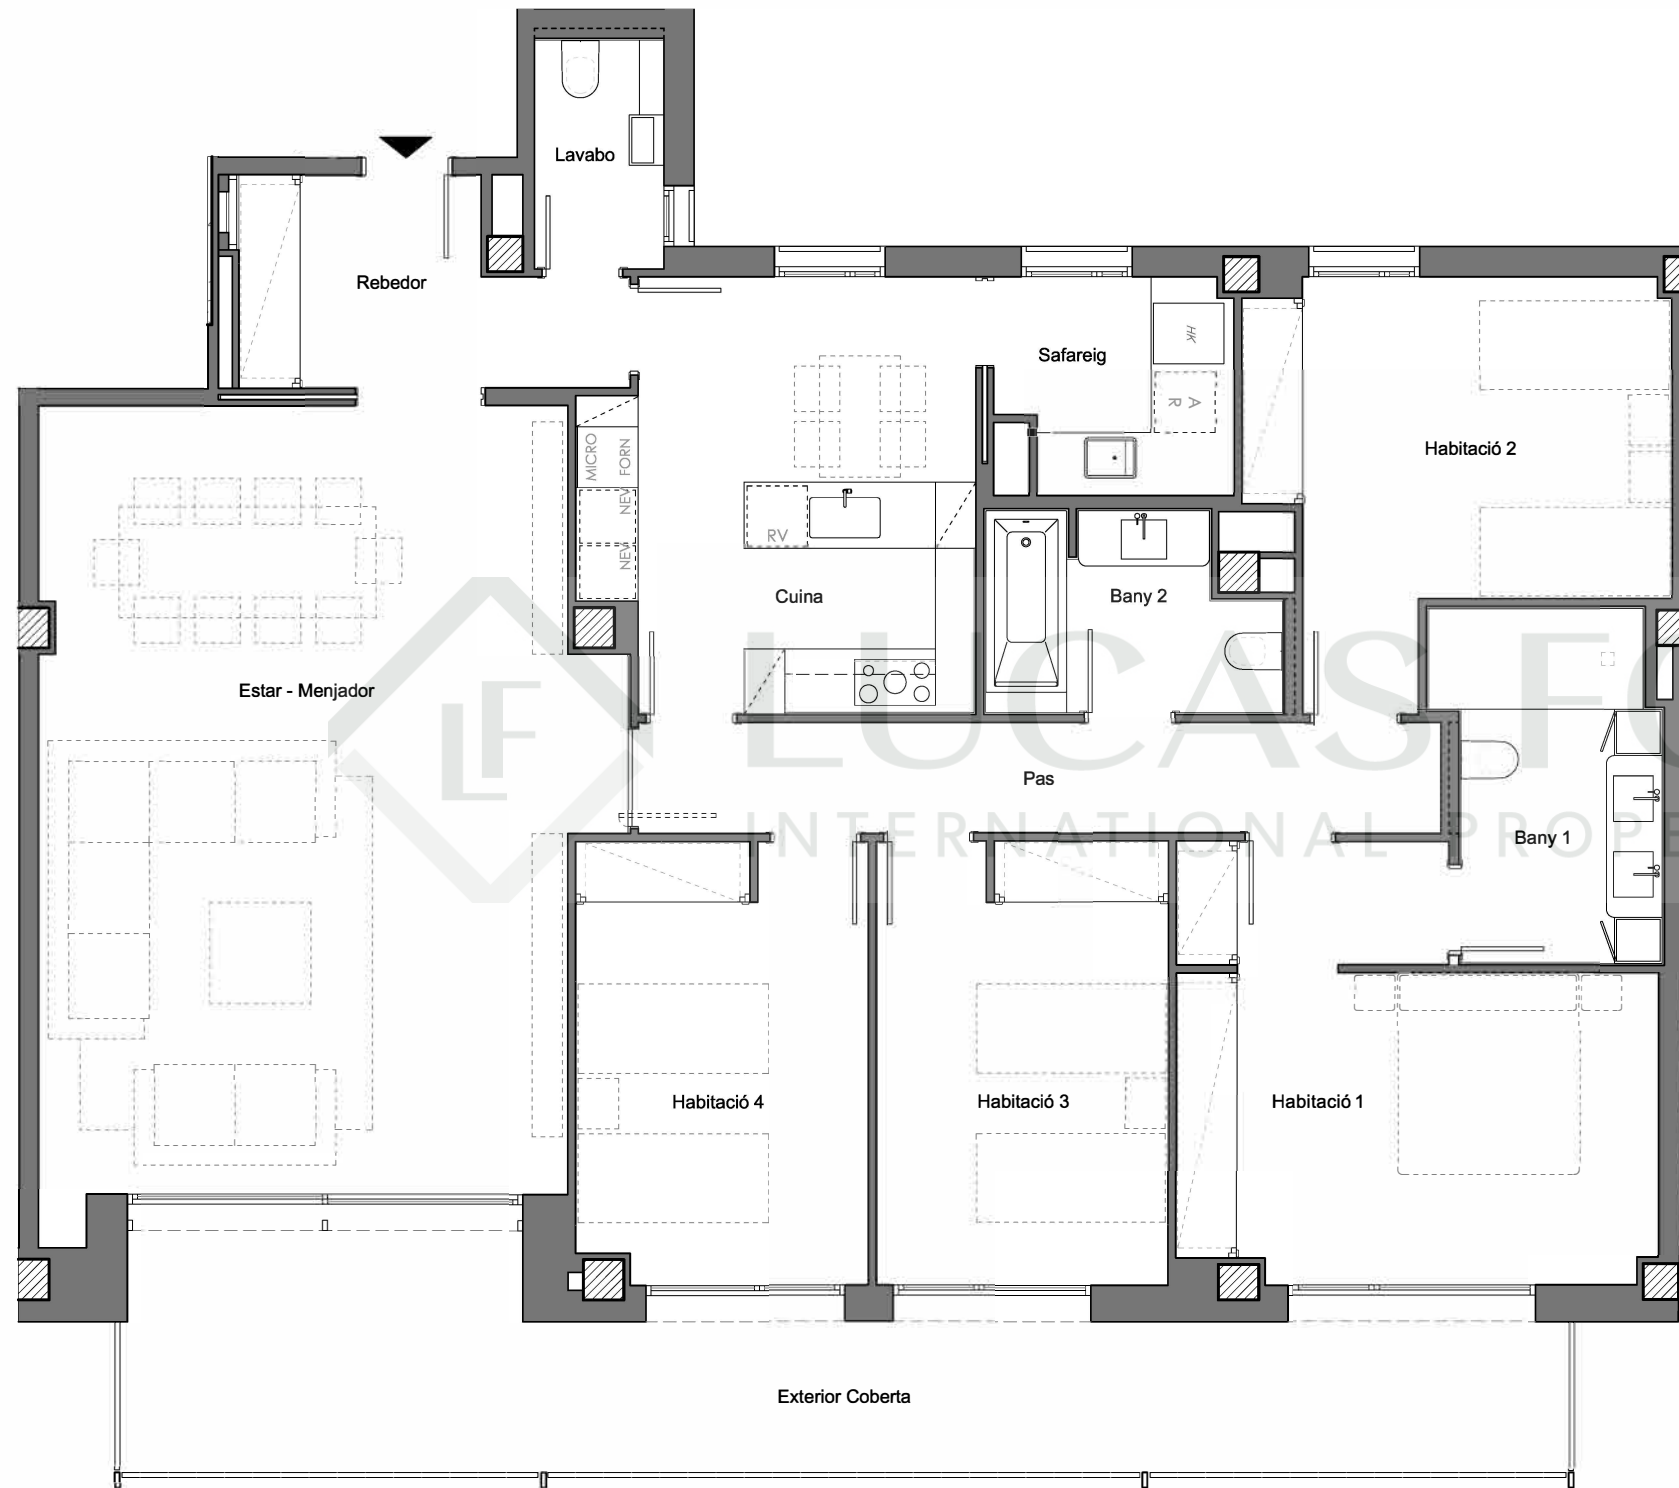 Lavabo
Rebedor
Safareig
HK
A
R
Habitació 2
MICRO
FORN
NEV
NEV
RV
Cuina
Bany 2
Estar - Menjador
LF
LUCAS FO
INTERNATIONAL PROPE
Pas
Bany 1
Habitació 4
Habitació 3
Habitació 1
Exterior Coberta